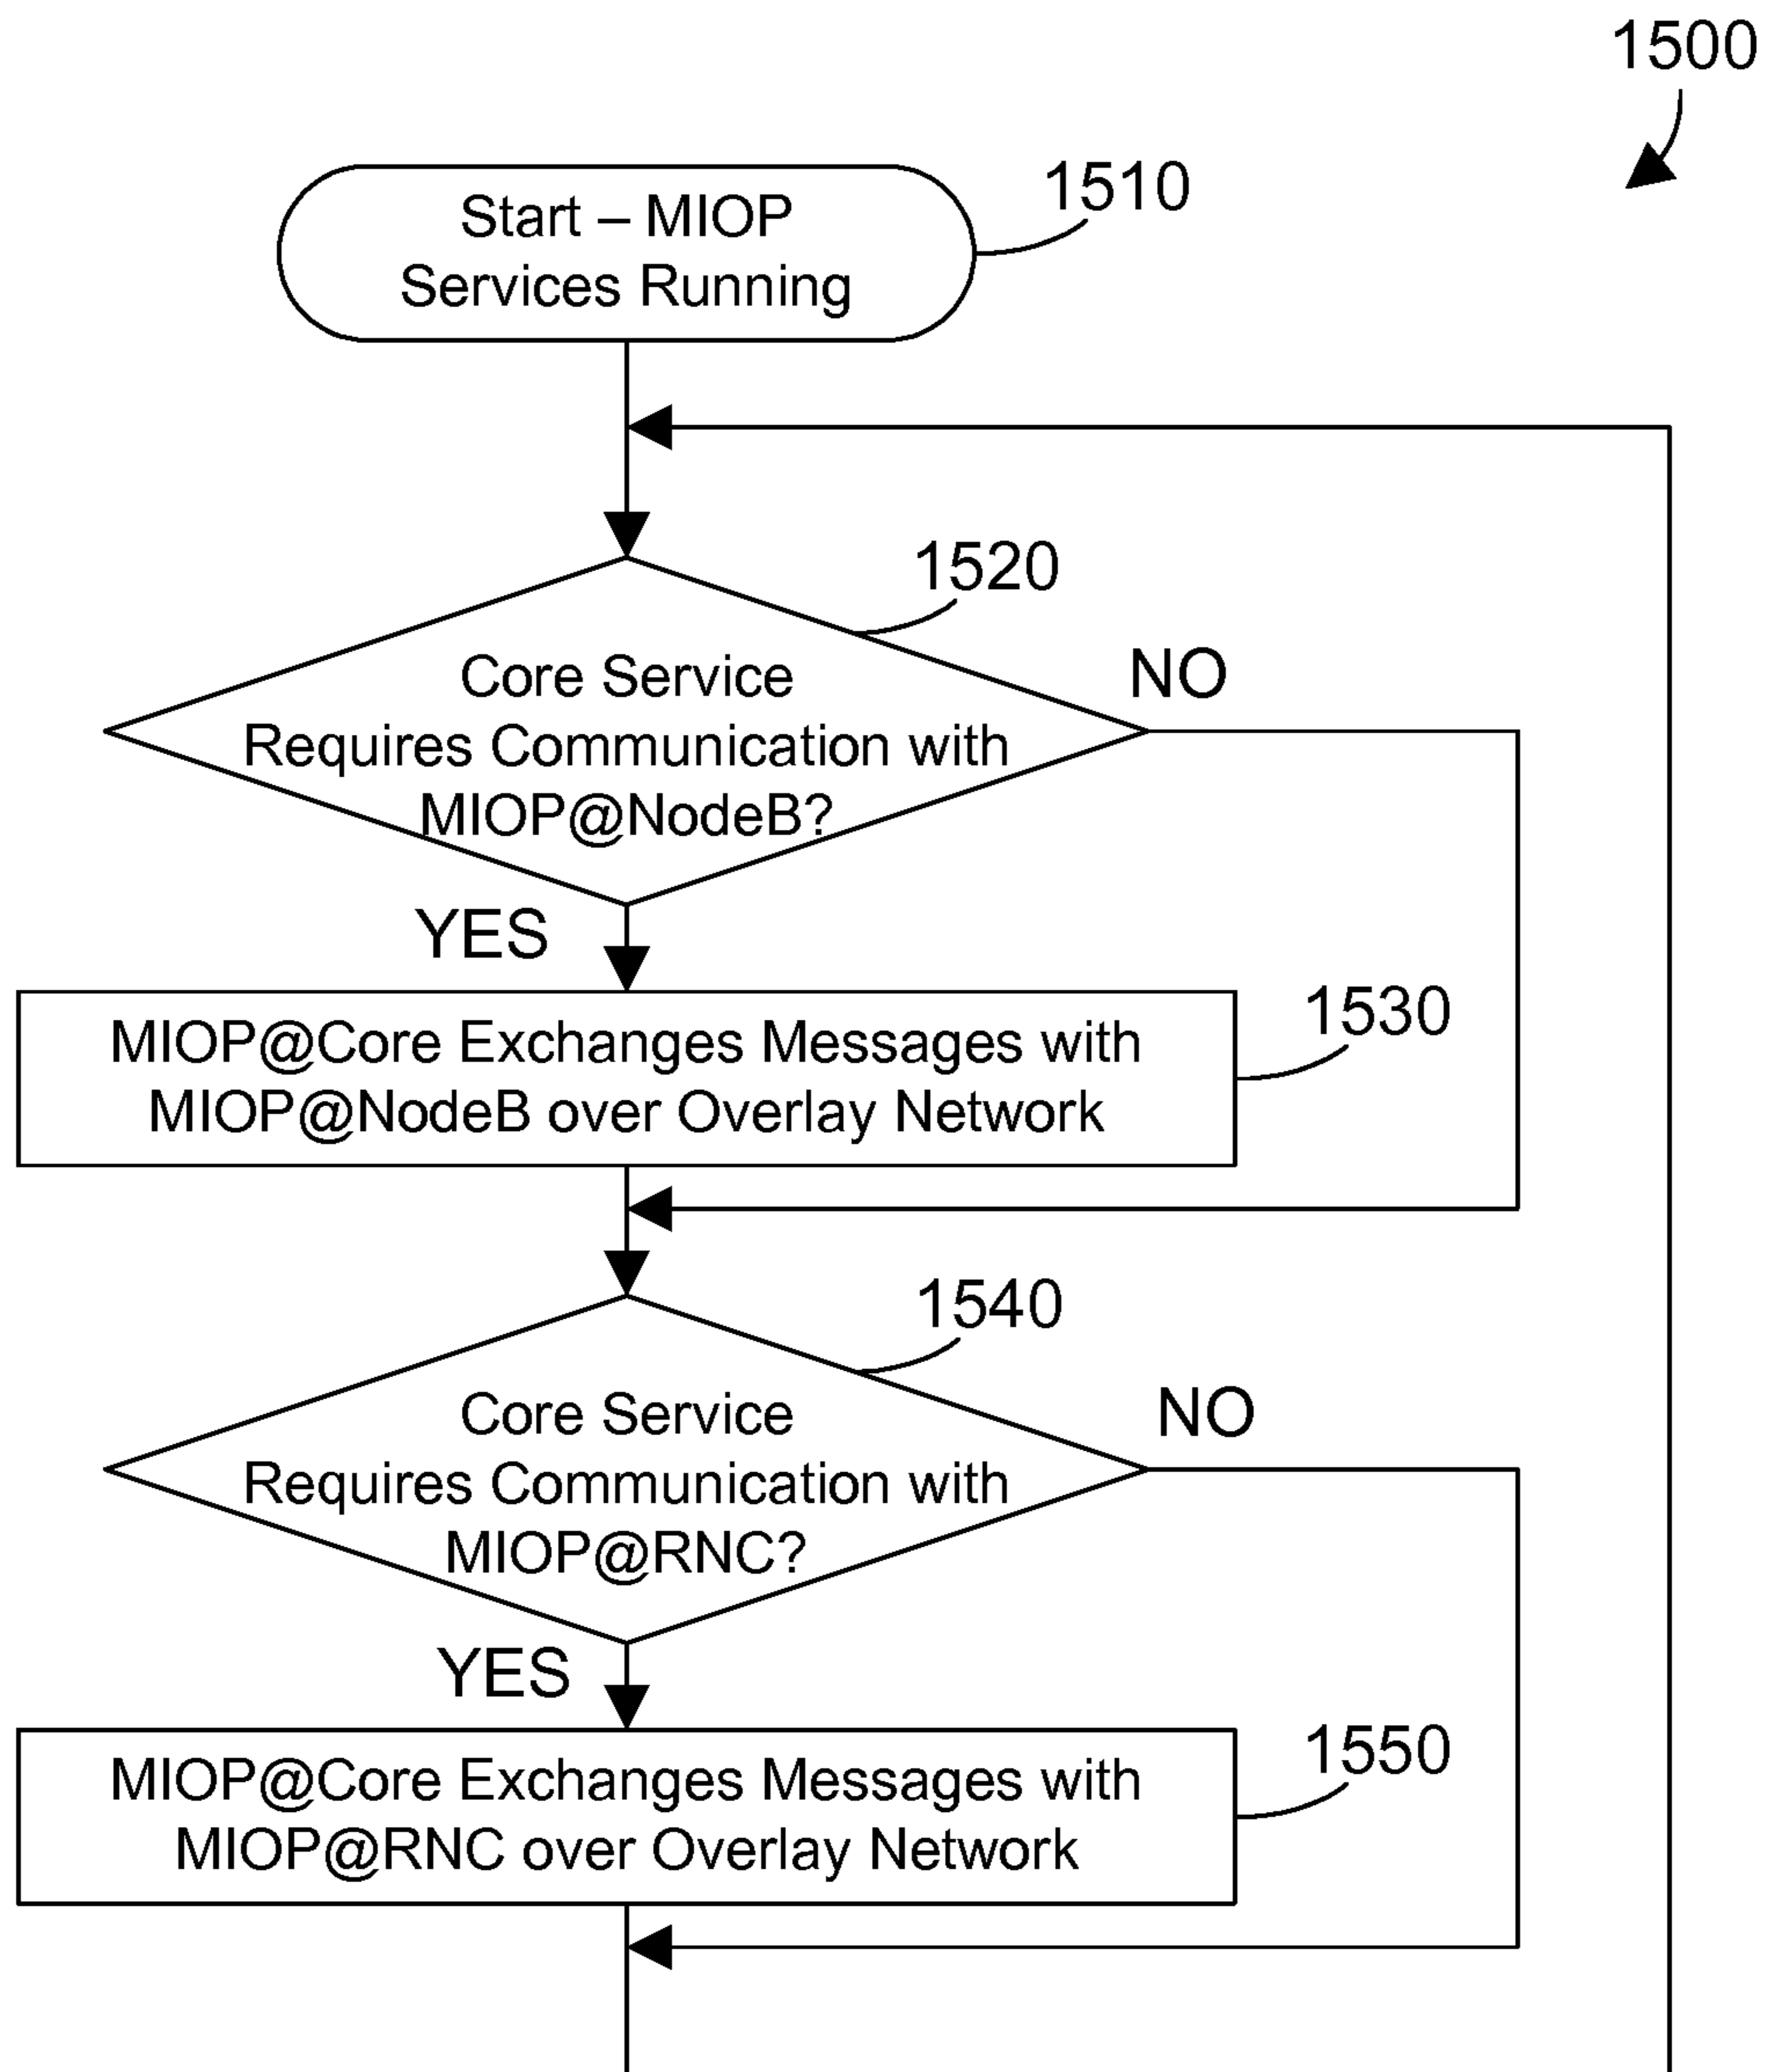 1500
1510
Start – MIOP
Services Running
1520
Core Service
Requires Communication with
MIOP@NodeB?
NO
YES
1530
MIOP@Core Exchanges Messages with
MIOP@NodeB over Overlay Network
1540
Core Service
Requires Communication with
MIOP@RNC?
NO
YES
1550
MIOP@Core Exchanges Messages with
MIOP@RNC over Overlay Network